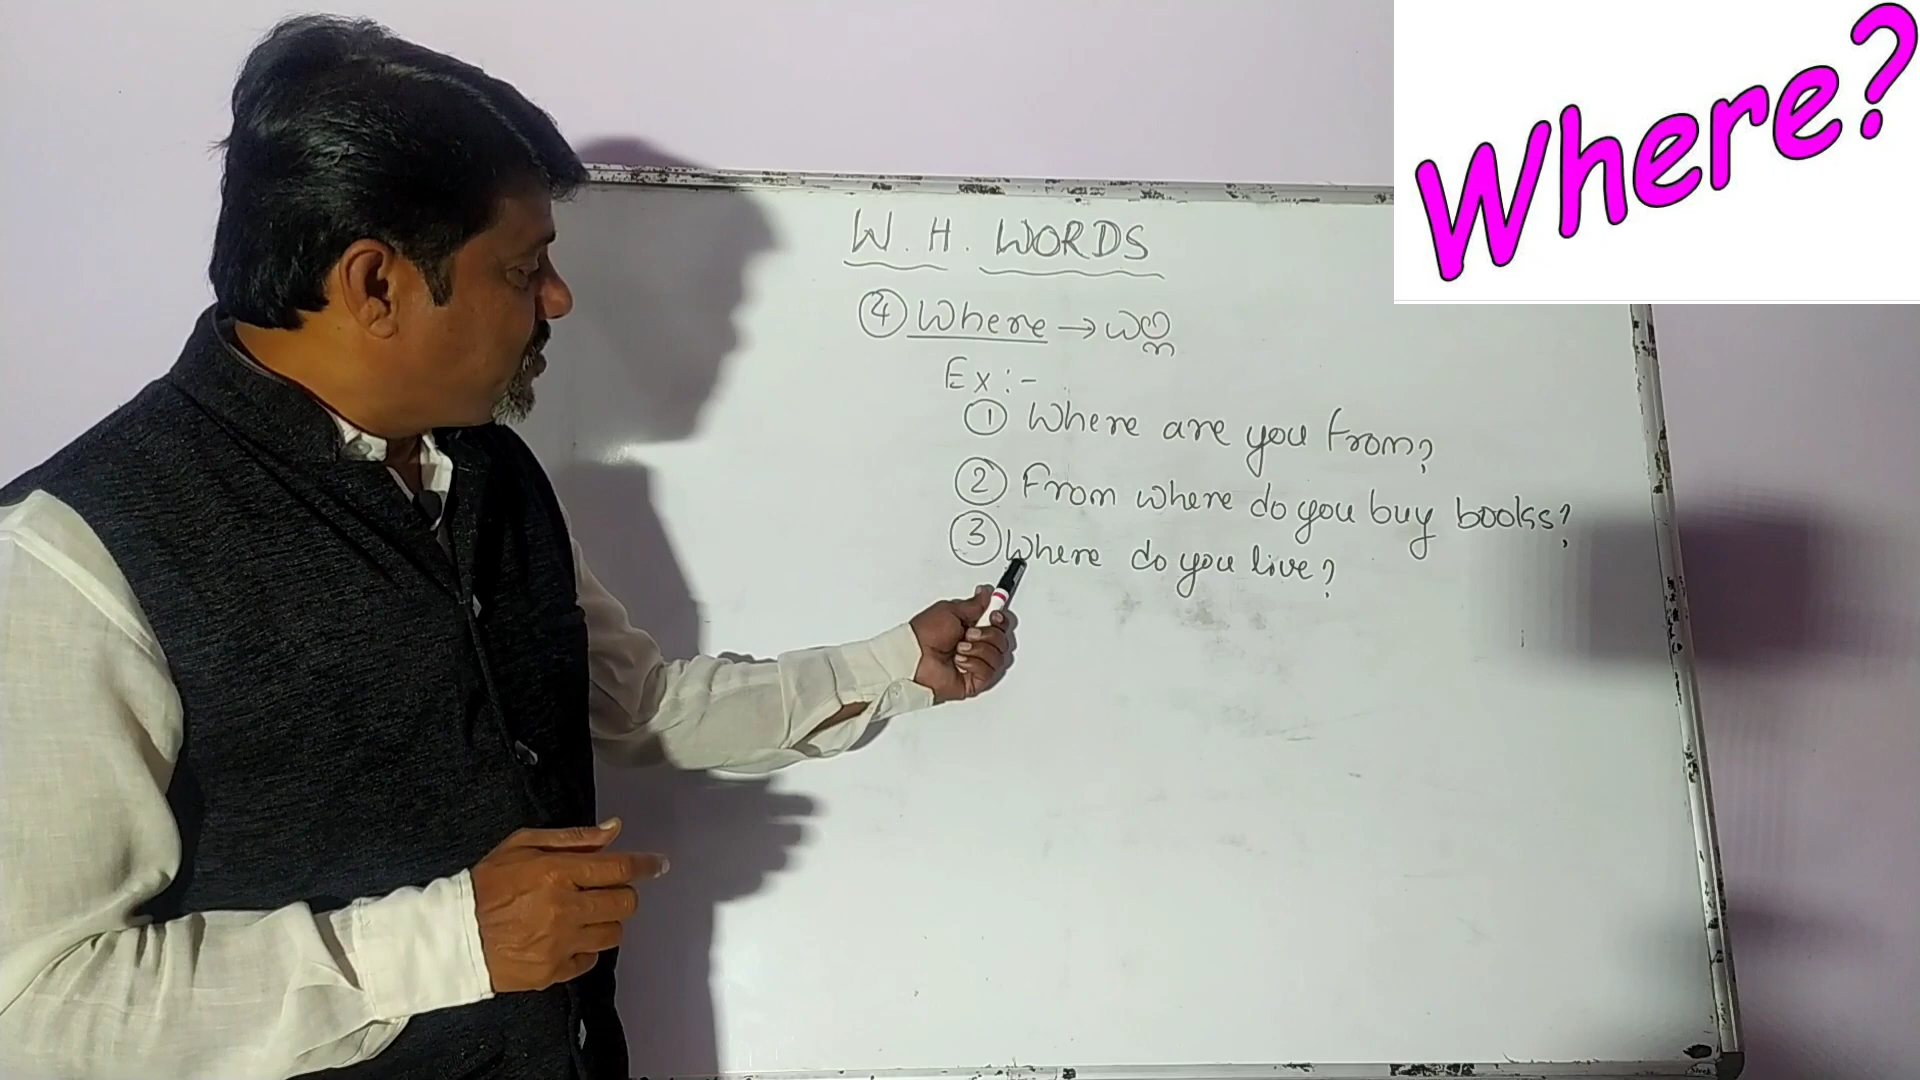 Where?
W. H. WORDS
④ Where → ಎಲ್ಲಿ
Ex :-
① Where are you from?
② From where do you buy books?
③ Where do you live?